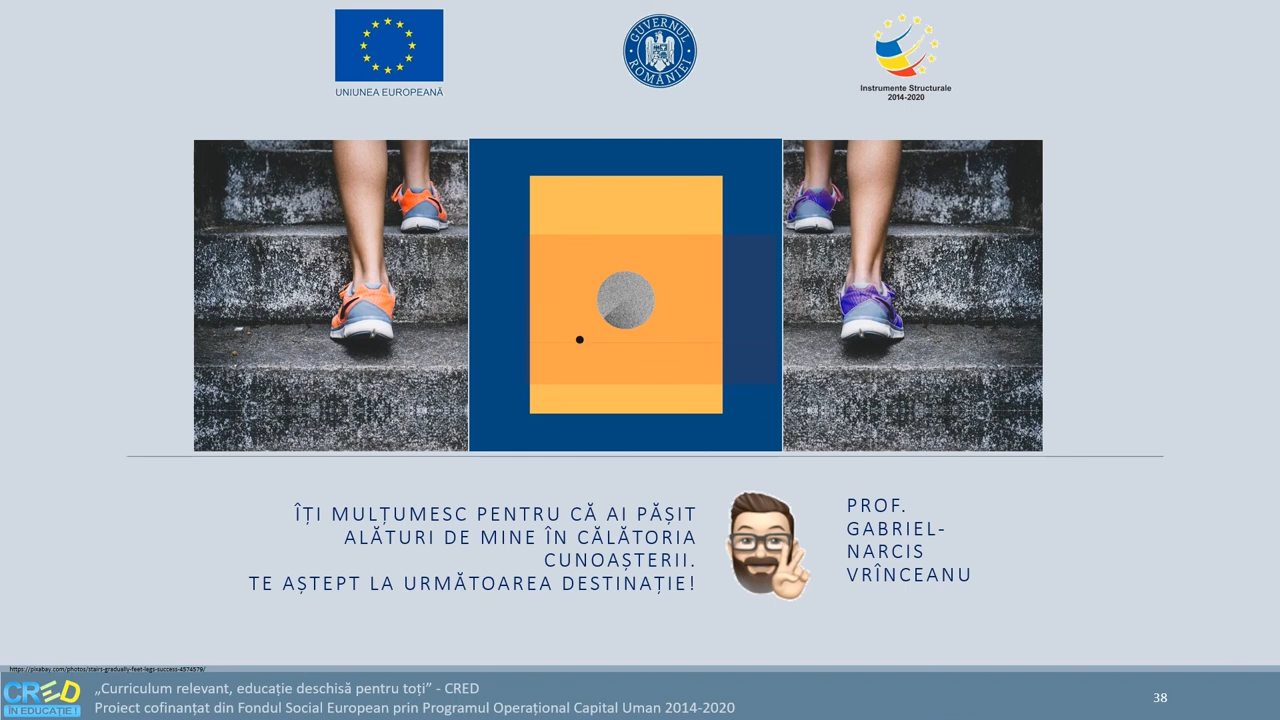 UNIUNEA EUROPEANĂ
GUVERNUL ROMÂNIEI
Instrumente Structurale
2014-2020
ÎȚI MULȚUMESC PENTRU CĂ AI PĂȘIT
ALĂTURI DE MINE ÎN CĂLĂTORIA
CUNOAȘTERII.
TE AȘTEPT LA URMĂTOAREA DESTINAȚIE!
PROF.
GABRIEL-
NARCIS
VRÎNCEANU
https://pixabay.com/photos/stairs-gradually-feet-legs-success-4574579/
CRED
ÎN EDUCAȚIE!
„Curriculum relevant, educație deschisă pentru toți” - CRED
Proiect cofinanțat din Fondul Social European prin Programul Operațional Capital Uman 2014-2020
38